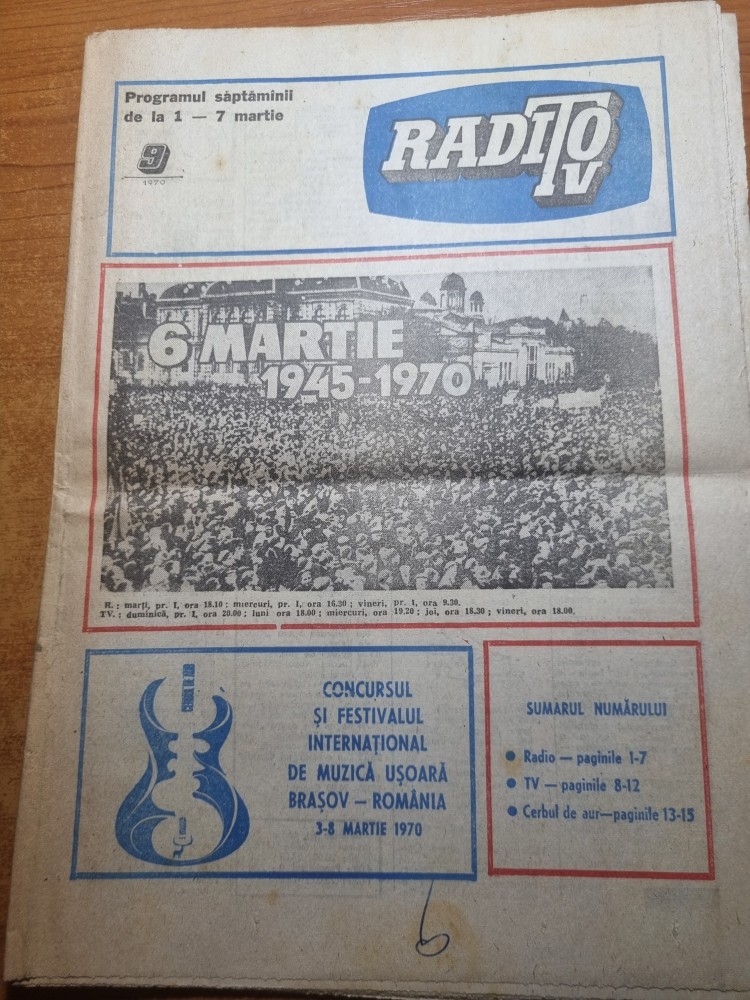 Programul săptămînii
de la 1 — 7 martie
9
1970
RADIO TV
6 MARTIE
1945-1970
R. : marți, pr. I, ora 18.10 ; miercuri, pr. I, ora 16.30 ; vineri, pr. I, ora 9.30.
TV. : duminică, pr. I, ora 20.00 ; luni ora 18.00 ; miercuri, ora 19.20 ; joi, ora 18.30 ; vineri, ora 18.00.
CONCURSUL
ȘI FESTIVALUL
INTERNAȚIONAL
DE MUZICĂ UȘOARĂ
BRAȘOV — ROMÂNIA
3-8 MARTIE 1970
SUMARUL NUMĂRULUI
● Radio — paginile 1-7
● TV — paginile 8-12
● Cerbul de aur—paginile 13-15
9